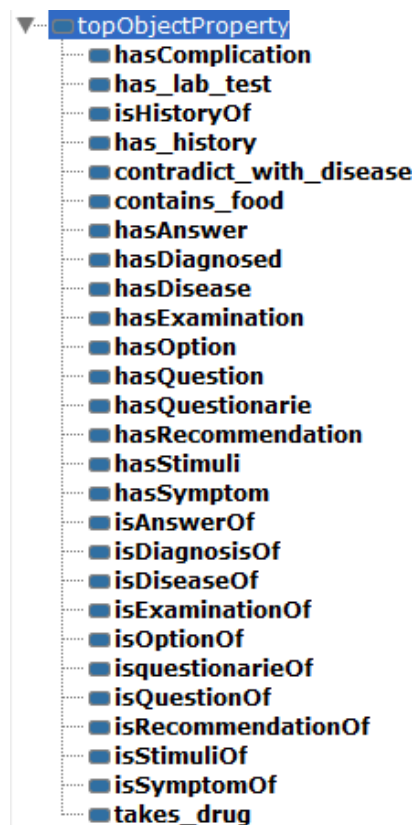 topObjectProperty
hasComplication
has_lab_test
isHistoryOf
has_history
contradict_with_disease
contains_food
hasAnswer
hasDiagnosed
hasDisease
hasExamination
hasOption
hasQuestion
hasQuestionarie
hasRecommendation
hasStimuli
hasSymptom
isAnswerOf
isDiagnosisOf
isDiseaseOf
isExaminationOf
isOptionOf
isquestionarieOf
isQuestionOf
isRecommendationOf
isStimuliOf
isSymptomOf
takes_drug